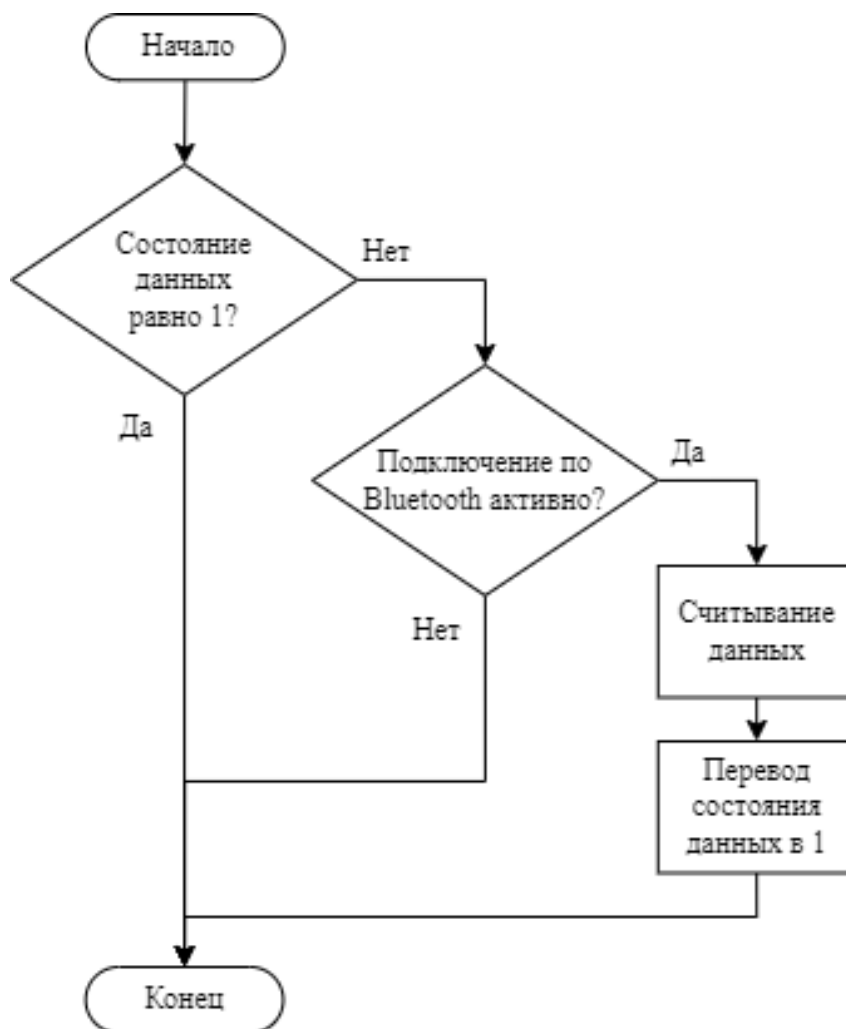 Начало
Состояние
данных
равно 1?
Нет
Да
Подключение по
Bluetooth активно?
Да
Нет
Считывание
данных
Перевод
состояния
данных в 1
Конец